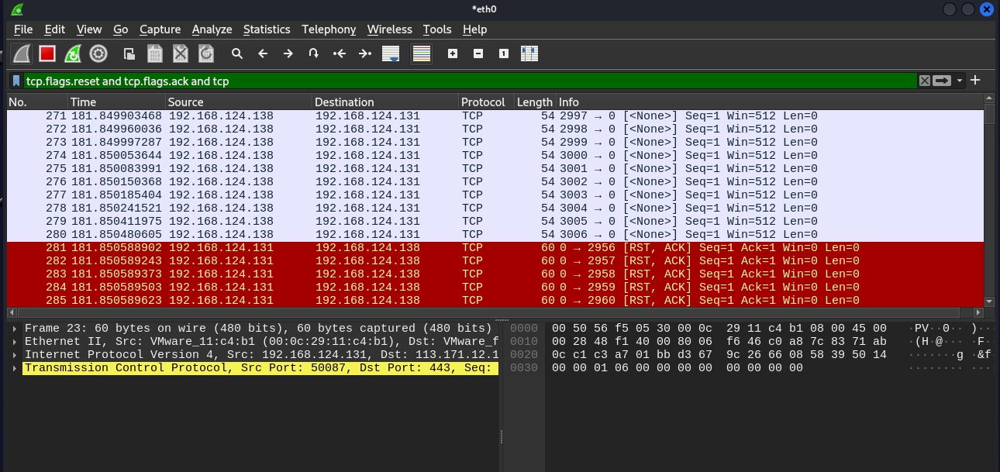 *eth0
File Edit View Go Capture Analyze Statistics Telephony Wireless Tools Help
tcp.flags.reset and tcp.flags.ack and tcp
No. Time Source Destination Protocol Length Info
271 181.849903468 192.168.124.138 192.168.124.131 TCP 54 2997 → 0 [<None>] Seq=1 Win=512 Len=0
272 181.849960036 192.168.124.138 192.168.124.131 TCP 54 2998 → 0 [<None>] Seq=1 Win=512 Len=0
273 181.849997287 192.168.124.138 192.168.124.131 TCP 54 2999 → 0 [<None>] Seq=1 Win=512 Len=0
274 181.850053644 192.168.124.138 192.168.124.131 TCP 54 3000 → 0 [<None>] Seq=1 Win=512 Len=0
275 181.850083991 192.168.124.138 192.168.124.131 TCP 54 3001 → 0 [<None>] Seq=1 Win=512 Len=0
276 181.850150368 192.168.124.138 192.168.124.131 TCP 54 3002 → 0 [<None>] Seq=1 Win=512 Len=0
277 181.850185404 192.168.124.138 192.168.124.131 TCP 54 3003 → 0 [<None>] Seq=1 Win=512 Len=0
278 181.850241521 192.168.124.138 192.168.124.131 TCP 54 3004 → 0 [<None>] Seq=1 Win=512 Len=0
279 181.850411975 192.168.124.138 192.168.124.131 TCP 54 3005 → 0 [<None>] Seq=1 Win=512 Len=0
280 181.850480605 192.168.124.138 192.168.124.131 TCP 54 3006 → 0 [<None>] Seq=1 Win=512 Len=0
281 181.850588902 192.168.124.131 192.168.124.138 TCP 60 0 → 2956 [RST, ACK] Seq=1 Ack=1 Win=0 Len=0
282 181.850589243 192.168.124.131 192.168.124.138 TCP 60 0 → 2957 [RST, ACK] Seq=1 Ack=1 Win=0 Len=0
283 181.850589373 192.168.124.131 192.168.124.138 TCP 60 0 → 2958 [RST, ACK] Seq=1 Ack=1 Win=0 Len=0
284 181.850589503 192.168.124.131 192.168.124.138 TCP 60 0 → 2959 [RST, ACK] Seq=1 Ack=1 Win=0 Len=0
285 181.850589623 192.168.124.131 192.168.124.138 TCP 60 0 → 2960 [RST, ACK] Seq=1 Ack=1 Win=0 Len=0
Frame 23: 60 bytes on wire (480 bits), 60 bytes captured (480 bits)
Ethernet II, Src: VMware_11:c4:b1 (00:0c:29:11:c4:b1), Dst: VMware_f
Internet Protocol Version 4, Src: 192.168.124.131, Dst: 113.171.12.1
Transmission Control Protocol, Src Port: 50087, Dst Port: 443, Seq:
0000 00 50 56 f5 05 30 00 0c 29 11 c4 b1 08 00 45 00 ·PV··0·· )·····
0010 00 28 48 f1 40 00 80 06 f6 46 c0 a8 7c 83 71 ab ·(H·@··· ·F··
0020 0c c1 c3 a7 01 bb d3 67 9c 26 66 08 58 39 50 14 ·······g ·&f
0030 00 00 01 06 00 00 00 00 00 00 00 00 ········ ····